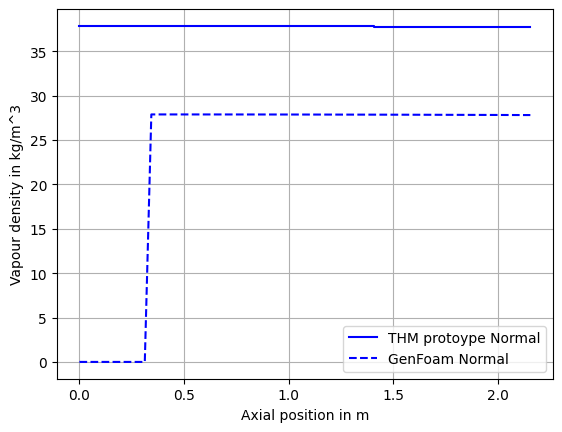 35
30
25
20
15
10
5
0
Vapour density in kg/m^3
THM protoype Normal
GenFoam Normal
0.0 0.5 1.0 1.5 2.0
Axial position in m